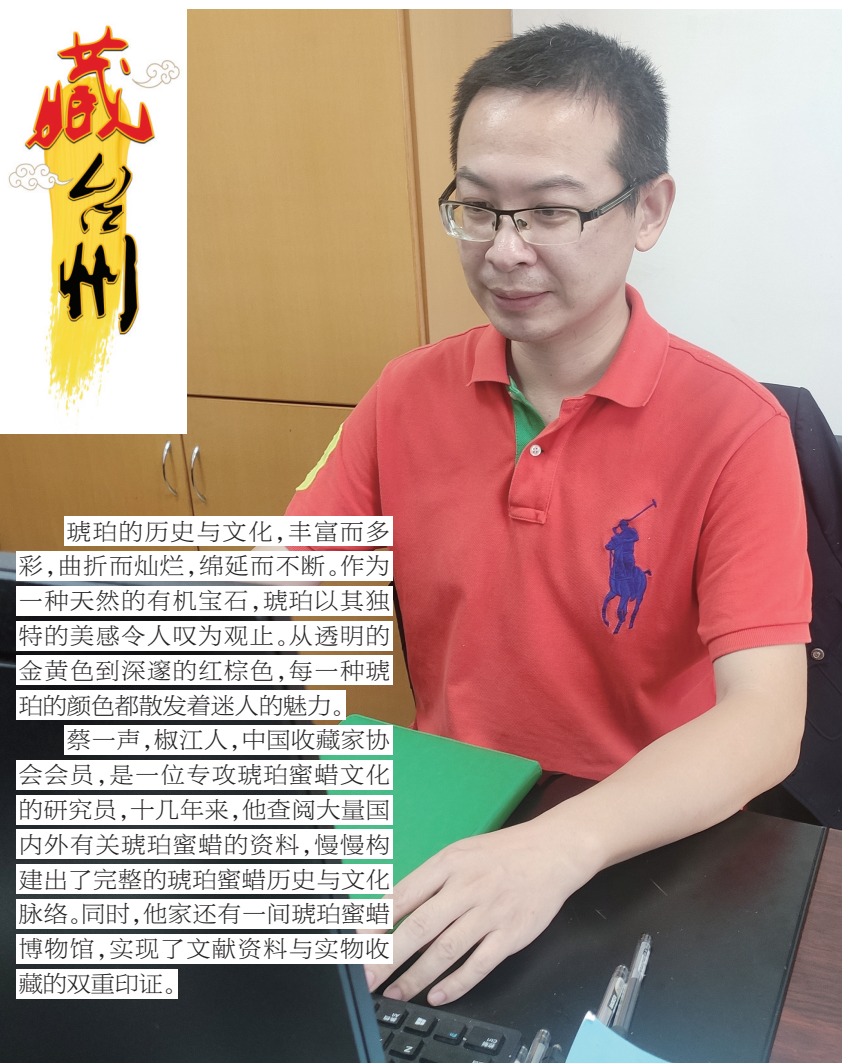 藏
台
州
琥珀的历史与文化，丰富而多
彩，曲折而灿烂，绵延而不断。作为
一种天然的有机宝石，琥珀以其独
特的美感令人叹为观止。从透明的
金黄色到深邃的红棕色，每一种琥
珀的颜色都散发着迷人的魅力。
蔡一声，椒江人，中国收藏家协
会会员，是一位专攻琥珀蜜蜡文化
的研究员，十几年来，他查阅大量国
内外有关琥珀蜜蜡的资料，慢慢构
建出了完整的琥珀蜜蜡历史与文化
脉络。同时，他家还有一间琥珀蜜蜡
博物馆，实现了文献资料与实物收
藏的双重印证。